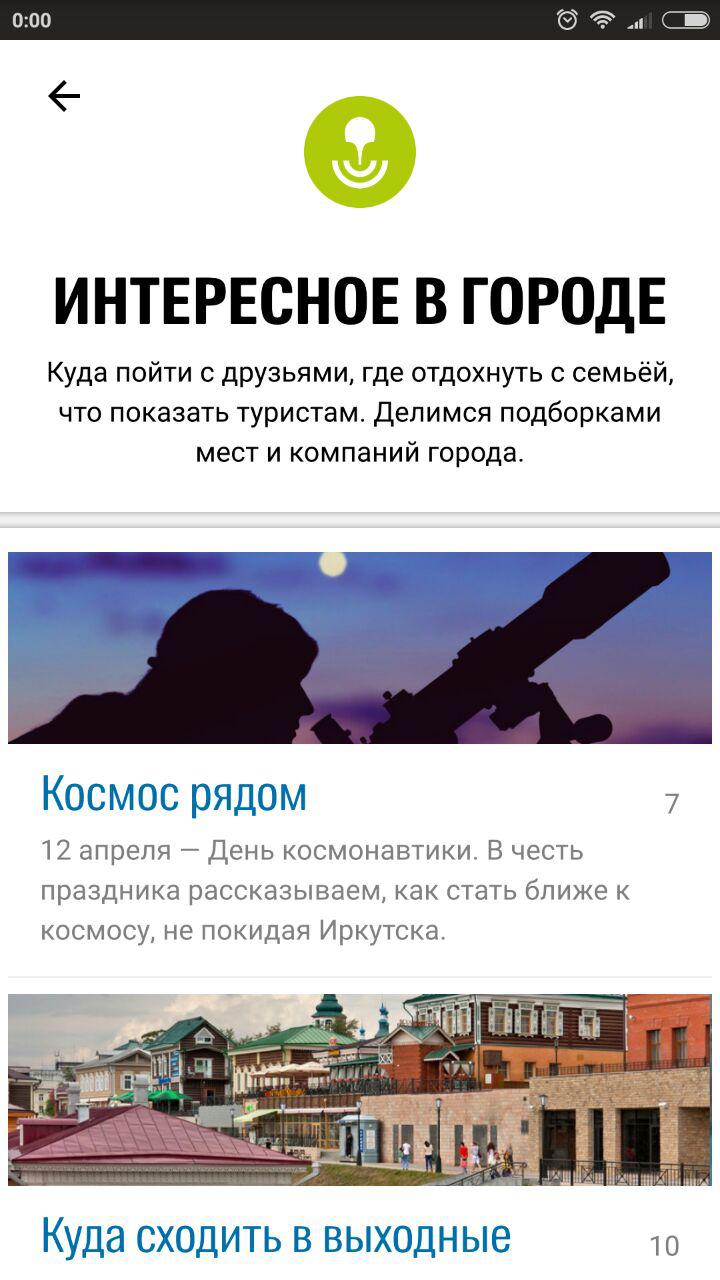 0:00
ИНТЕРЕСНОЕ В ГОРОДЕ
Куда пойти с друзьями, где отдохнуть с семьёй,
что показать туристам. Делимся подборками
мест и компаний города.
Космос рядом
7
12 апреля — День космонавтики. В честь
праздника рассказываем, как стать ближе к
космосу, не покидая Иркутска.
Куда сходить в выходные
10